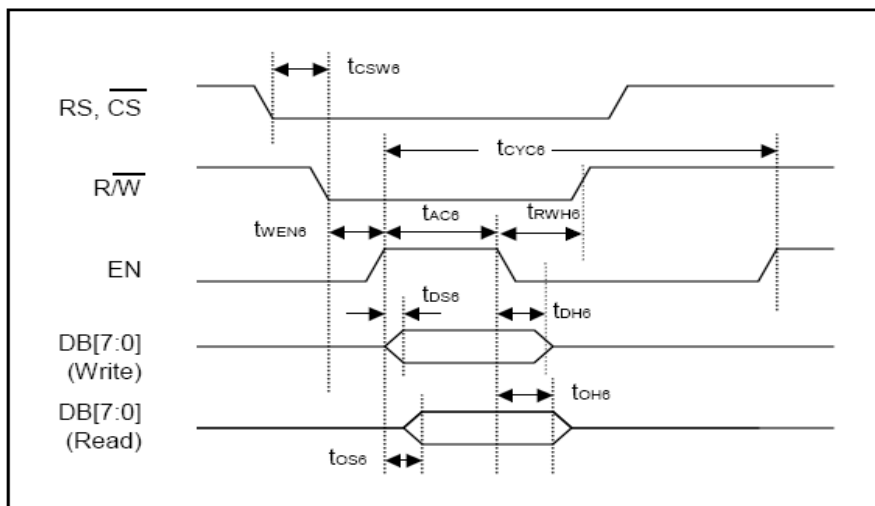 tCSW6
RS, CS
tCYC6
R/W
tWEN6
tAC6
tRWH6
EN
tDS6
tDH6
DB[7:0]
(Write)
tOH6
DB[7:0]
(Read)
tOS6